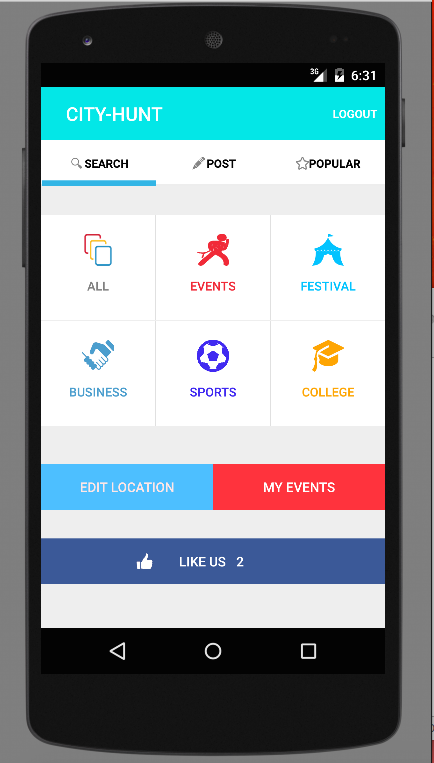 3G 6:31
CITY-HUNT LOGOUT
SEARCH POST POPULAR
ALL EVENTS FESTIVAL
BUSINESS SPORTS COLLEGE
EDIT LOCATION MY EVENTS
LIKE US 2